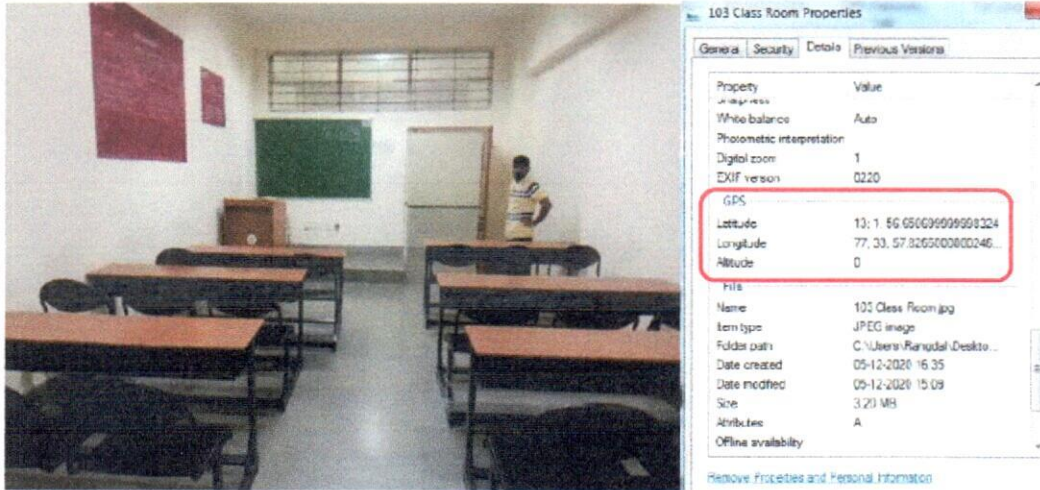 103 Class Room Properties
General Security Details Previous Versions
Property Value
Sharpness
White balance Auto
Photometric interpretation
Digital zoom 1
EXIF version 0220
GPS
Latitude 13; 1; 56.650699999998324
Longitude 77; 33; 57.8265000000246...
Altitude 0
File
Name 103 Class Room.jpg
Item type JPEG image
Folder path C:\Users\Rangdal\Deskto...
Date created 05-12-2020 16:35
Date modified 05-12-2020 15:09
Size 3.20 MB
Attributes A
Offline availability
Remove Properties and Personal Information